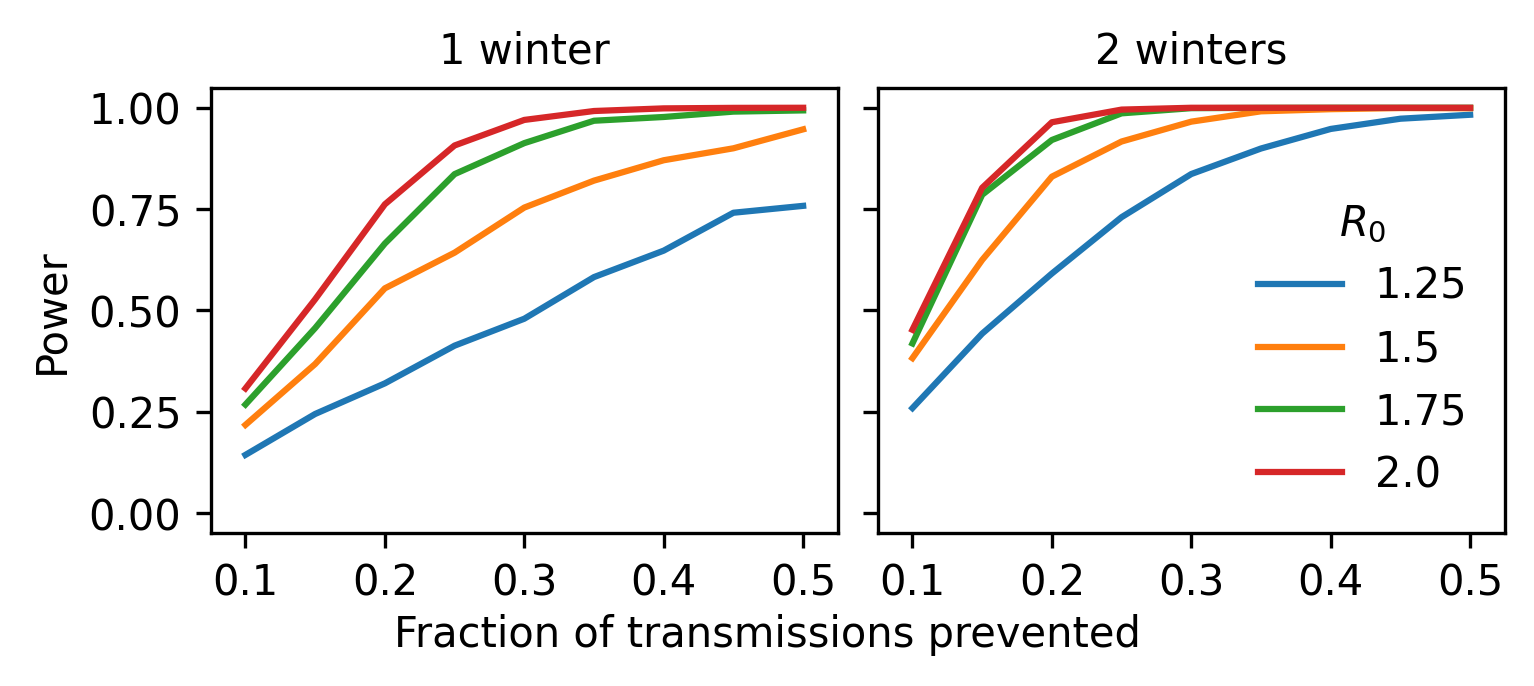 1 winter
2 winters
1.00
0.75
0.50
0.25
0.00
Power
0.1 0.2 0.3 0.4 0.5
0.1 0.2 0.3 0.4 0.5
Fraction of transmissions prevented
R₀
1.25
1.5
1.75
2.0